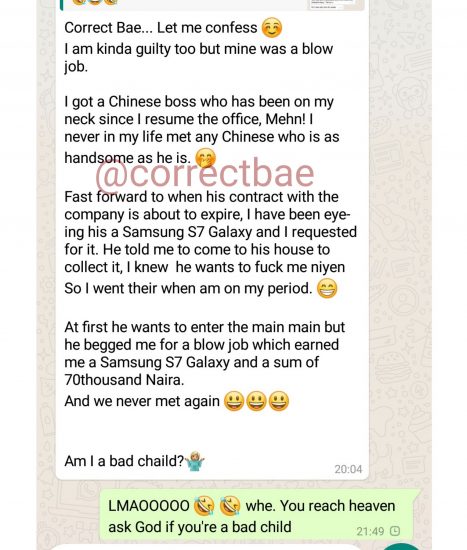 Correct Bae... Let me confess ☺️
I am kinda guilty too but mine was a blow
job.
I got a Chinese boss who has been on my
neck since I resume the office, Mehn! I
never in my life met any Chinese who is as
handsome as he is. 🤭
@correctbae
Fast forward to when his contract with the
company is about to expire, I have been eye-
ing his a Samsung S7 Galaxy and I requested
for it. He told me to come to his house to
collect it, I knew he wants to fuck me niyen
So I went their when am on my period. 😁
At first he wants to enter the main main but
he begged me for a blow job which earned
me a Samsung S7 Galaxy and a sum of
70thousand Naira.
And we never met again 😃😃😃
Am I a bad chaild?🤷🏼‍♀️
20:04
LMAOOOOO 🤣 🤣 whe. You reach heaven
ask God if you're a bad child
21:49